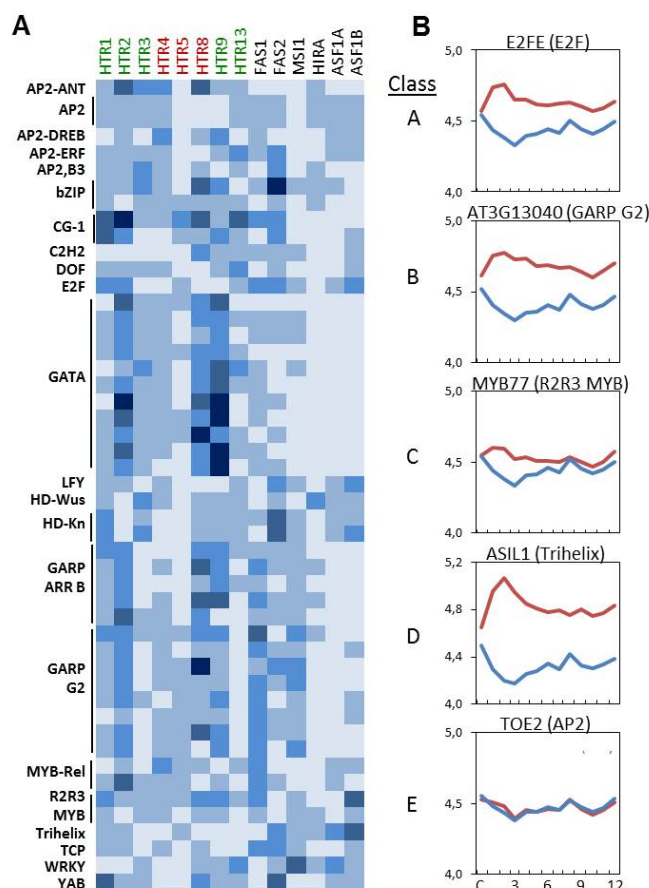 A
HTR1
HTR2
HTR3
HTR4
HTR5
HTR8
HTR9
HTR13
FAS1
FAS2
MSI1
HIRA
ASF1A
ASF1B
AP2-ANT
AP2
AP2-DREB
AP2-ERF
AP2,B3
bZIP
CG-1
C2H2
DOF
E2F
GATA
LFY
HD-Wus
HD-Kn
GARP
ARR B
GARP
G2
MYB-Rel
R2R3
MYB
Trihelix
TCP
WRKY
YAB
B
Class
E2FE (E2F)
A
5,0
4,5
4,0
AT3G13040 (GARP G2)
B
5,0
4,5
4,0
MYB77 (R2R3 MYB)
C
5,0
4,5
4,0
ASIL1 (Trihelix)
D
5,2
4,8
4,4
4,0
TOE2 (AP2)
E
5,0
4,5
4,0
C 3 6 9 12